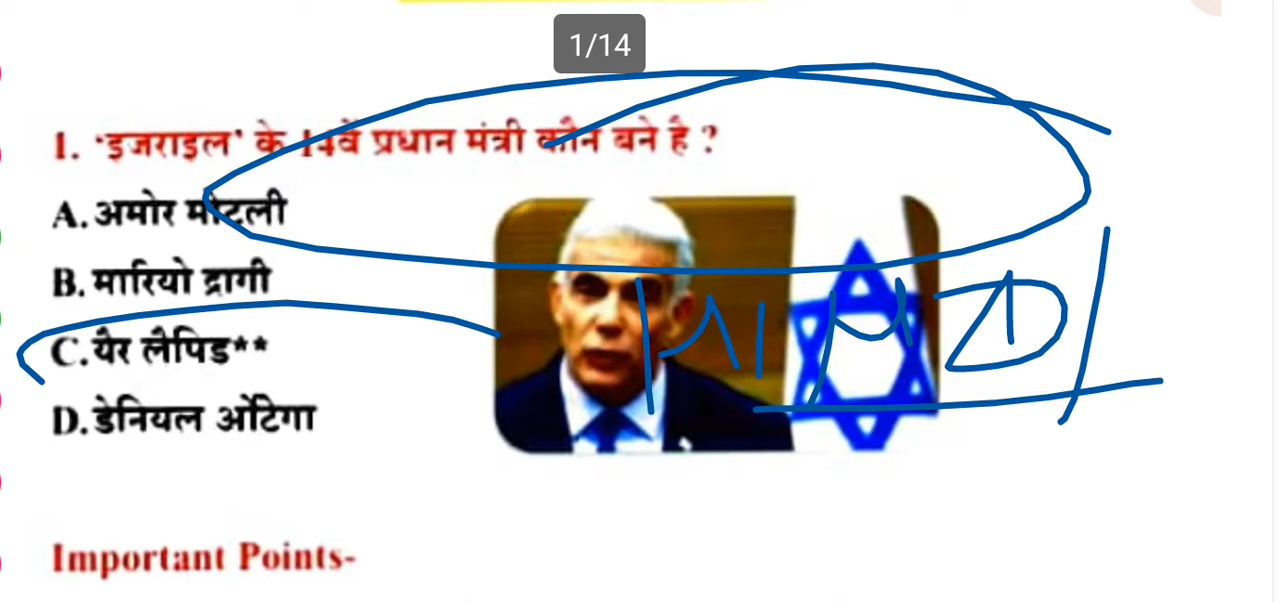 1/14
1. 'इजराइल' के 14वें प्रधान मंत्री कौन बने है ?
A. अमोर मोटली
B. मारियो द्रागी
C. यैर लैपिड**
D. डेनियल ओंटेगा
Important Points-